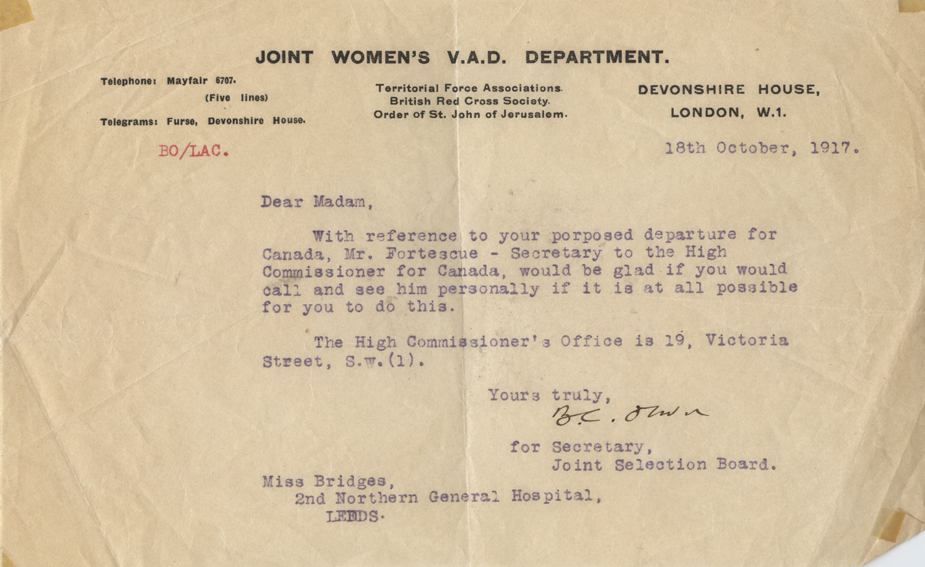 JOINT WOMEN'S V.A.D. DEPARTMENT.
Telephone: Mayfair 6707.
(Five lines)
Telegrams: Furse, Devonshire House.
Territorial Force Associations.
British Red Cross Society.
Order of St. John of Jerusalem.
DEVONSHIRE HOUSE,
LONDON, W.1.
BO/LAC.
18th October, 1917.
Dear Madam,
With reference to your porposed departure for
Canada, Mr. Fortescue - Secretary to the High
Commissioner for Canada, would be glad if you would
call and see him personally if it is at all possible
for you to do this.
The High Commissioner's Office is 19, Victoria
Street, S.w.(1).
Yours truly,
B.C.
for Secretary,
Joint Selection Board.
Miss Bridges,
2nd Northern General Hospital,
LEEDS.